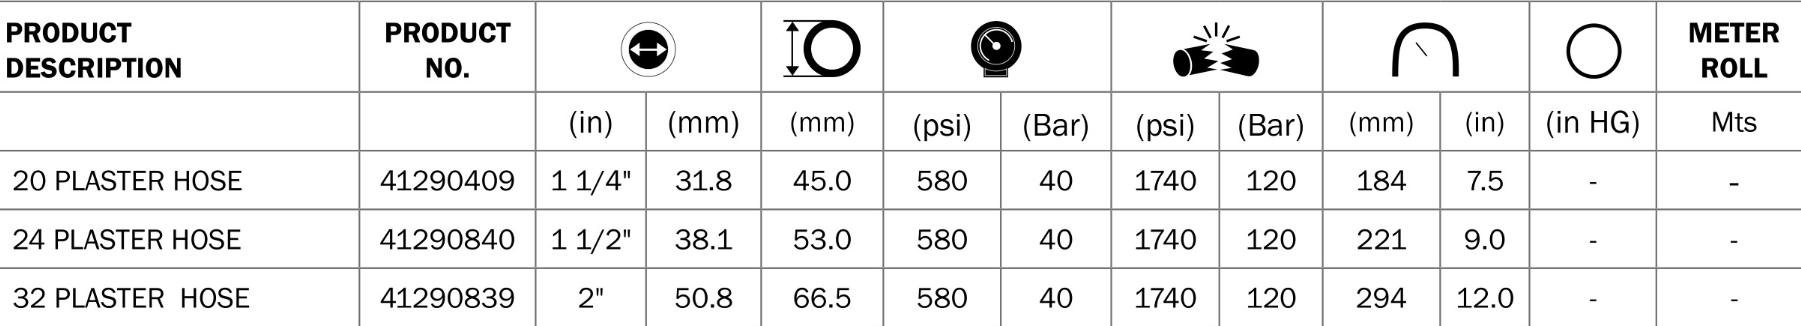 PRODUCT DESCRIPTION PRODUCT NO. METER ROLL
(in) (mm) (mm) (psi) (Bar) (psi) (Bar) (mm) (in) (in HG) Mts
20 PLASTER HOSE 41290409 1 1/4" 31.8 45.0 580 40 1740 120 184 7.5 - -
24 PLASTER HOSE 41290840 1 1/2" 38.1 53.0 580 40 1740 120 221 9.0 - -
32 PLASTER HOSE 41290839 2" 50.8 66.5 580 40 1740 120 294 12.0 - -